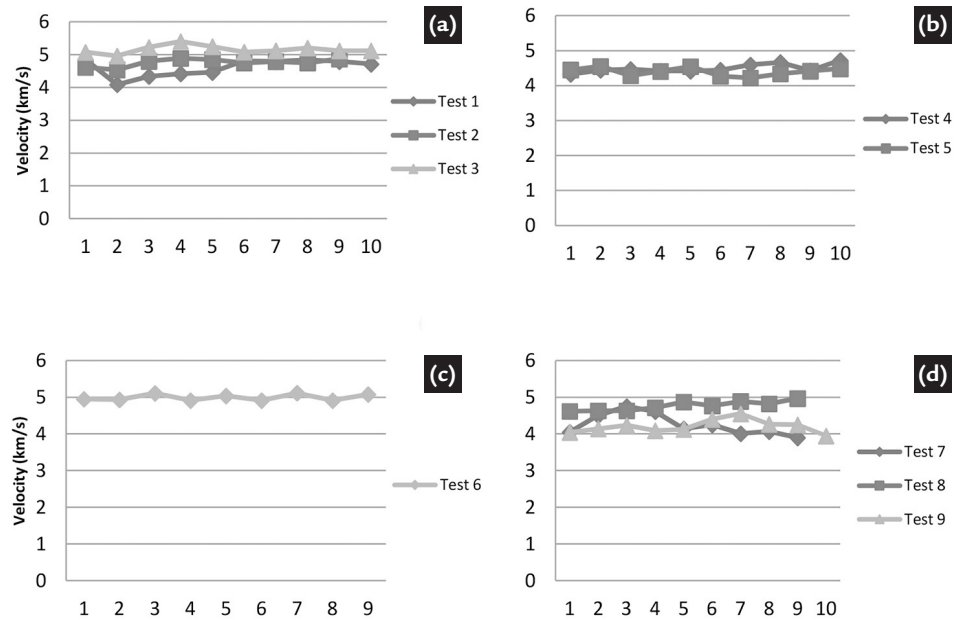 (a)
6
5
4
3
2
1
0
Velocity (km/s)
1 2 3 4 5 6 7 8 9 10
Test 1
Test 2
Test 3
(b)
6
5
4
3
2
1
0
1 2 3 4 5 6 7 8 9 10
Test 4
Test 5
(c)
6
5
4
3
2
1
0
Velocity (km/s)
1 2 3 4 5 6 7 8 9
Test 6
(d)
6
5
4
3
2
1
0
1 2 3 4 5 6 7 8 9 10
Test 7
Test 8
Test 9